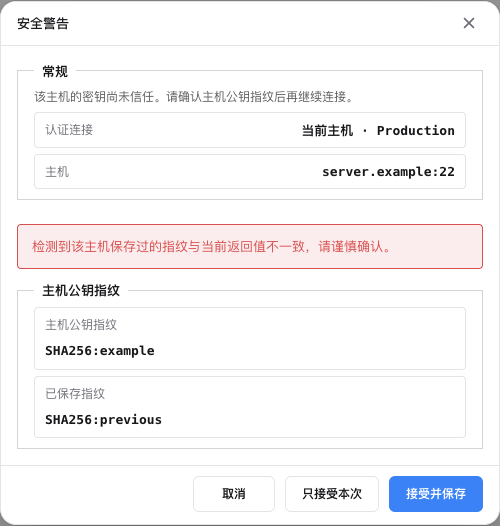 安全警告
常规
该主机的密钥尚未信任。请确认主机公钥指纹后再继续连接。
认证连接 当前主机 · Production
主机 server.example:22
检测到该主机保存过的指纹与当前返回值不一致，请谨慎确认。
主机公钥指纹
主机公钥指纹
SHA256:example
已保存指纹
SHA256:previous
取消 只接受本次 接受并保存